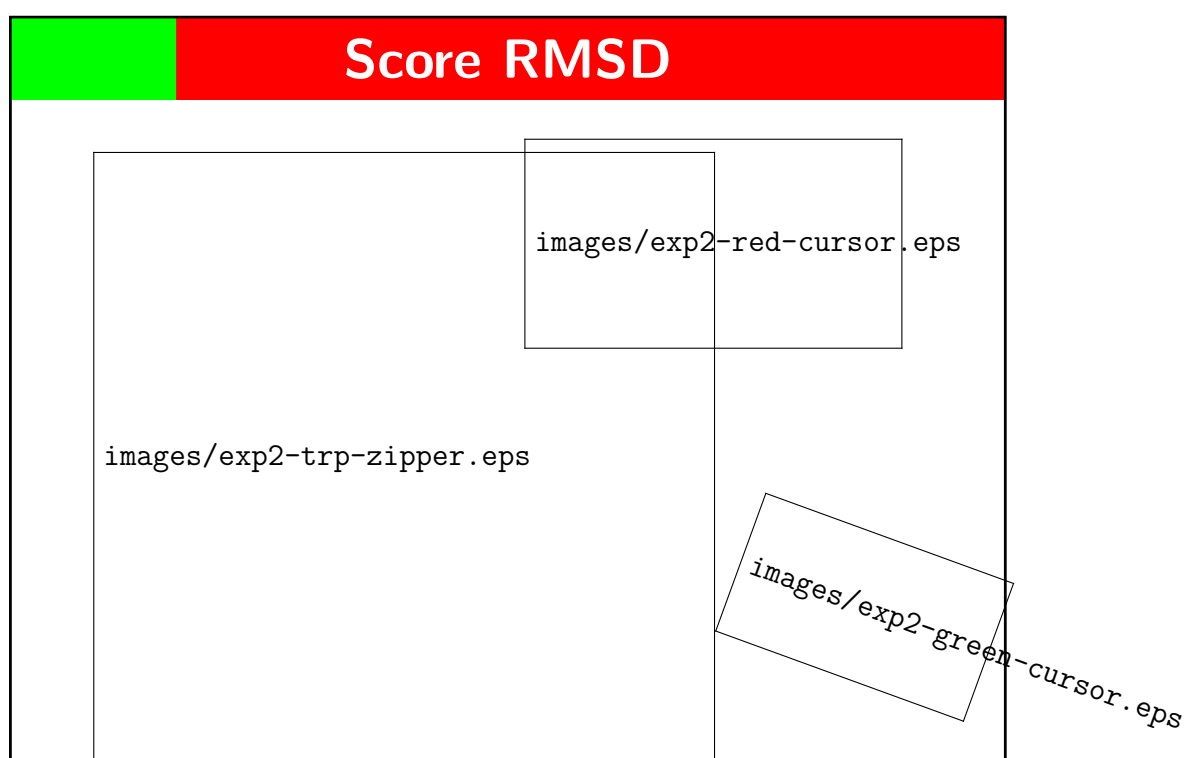 Score RMSD
images/exp2-red-cursor.eps
images/exp2-trp-zipper.eps
images/exp2-green-cursor.eps